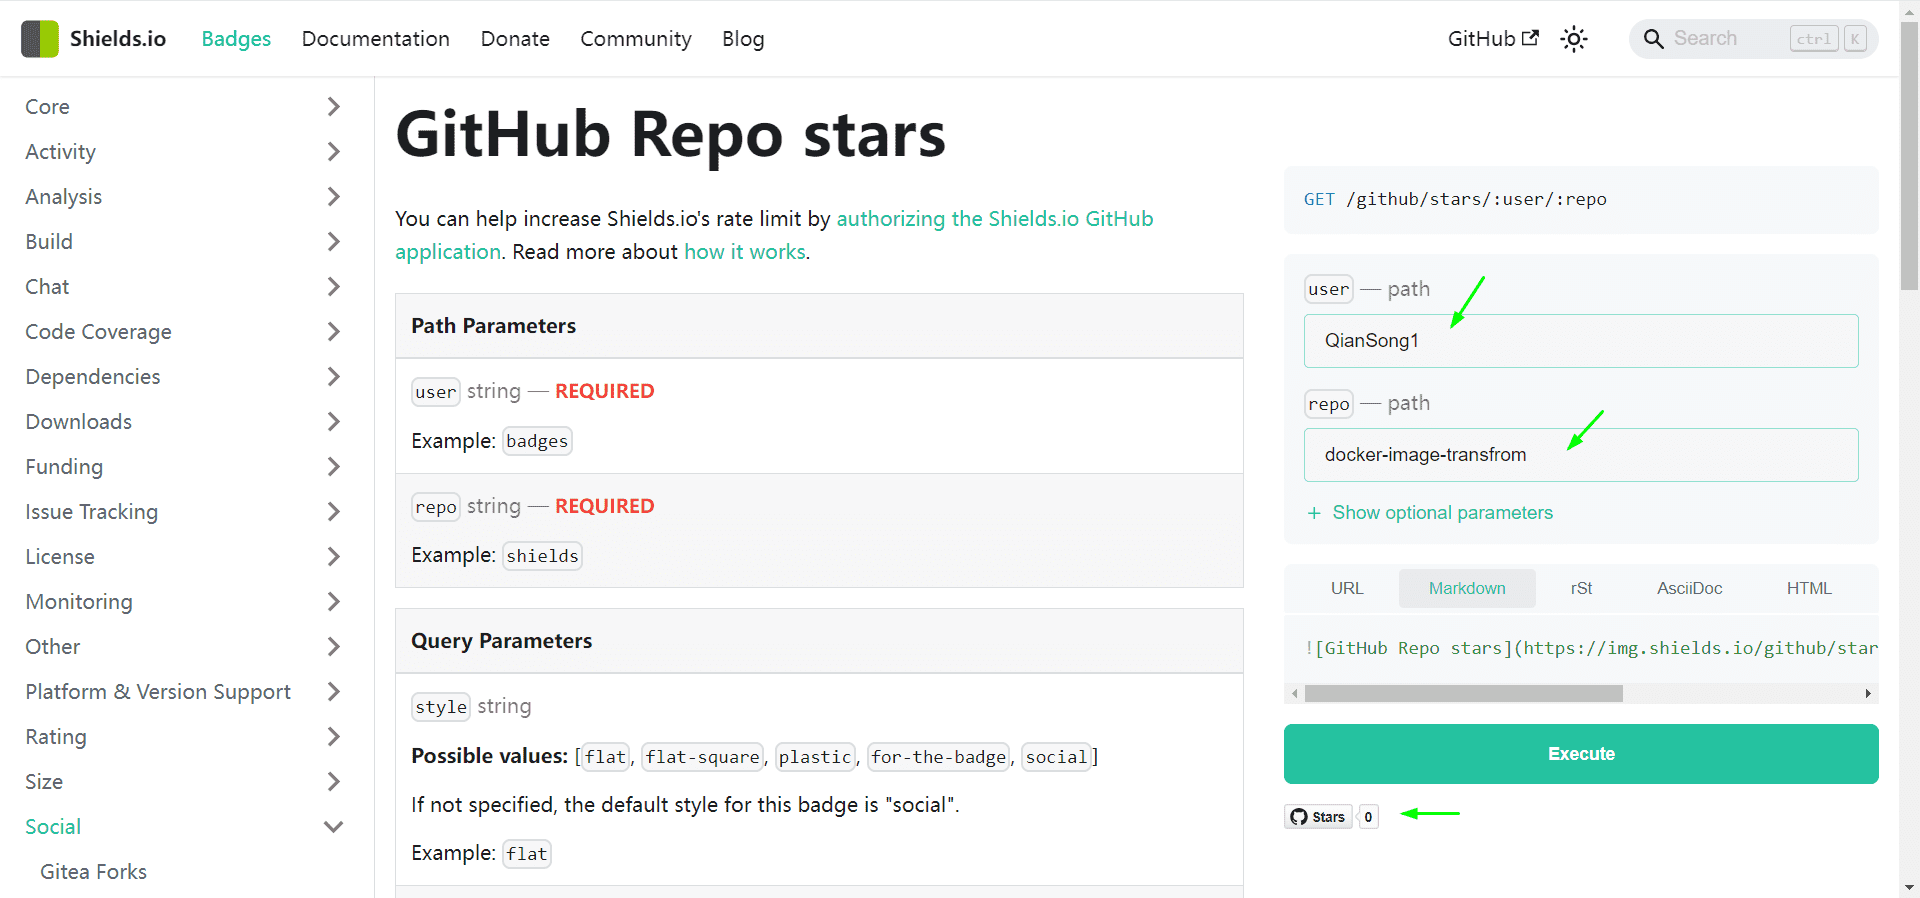 Shields.io Badges Documentation Donate Community Blog GitHub Search ctrl K
Core
Activity
Analysis
Build
Chat
Code Coverage
Dependencies
Downloads
Funding
Issue Tracking
License
Monitoring
Other
Platform & Version Support
Rating
Size
Social
Gitea Forks
GitHub Repo stars
You can help increase Shields.io's rate limit by authorizing the Shields.io GitHub
application. Read more about how it works.
Path Parameters
user string — REQUIRED
Example: badges
repo string — REQUIRED
Example: shields
Query Parameters
style string
Possible values: [flat, flat-square, plastic, for-the-badge, social]
If not specified, the default style for this badge is "social".
Example: flat
GET /github/stars/:user/:repo
user — path
QianSong1
repo — path
docker-image-transfrom
+ Show optional parameters
URL Markdown rSt AsciiDoc HTML
![GitHub Repo stars](https://img.shields.io/github/star
Execute
Stars 0